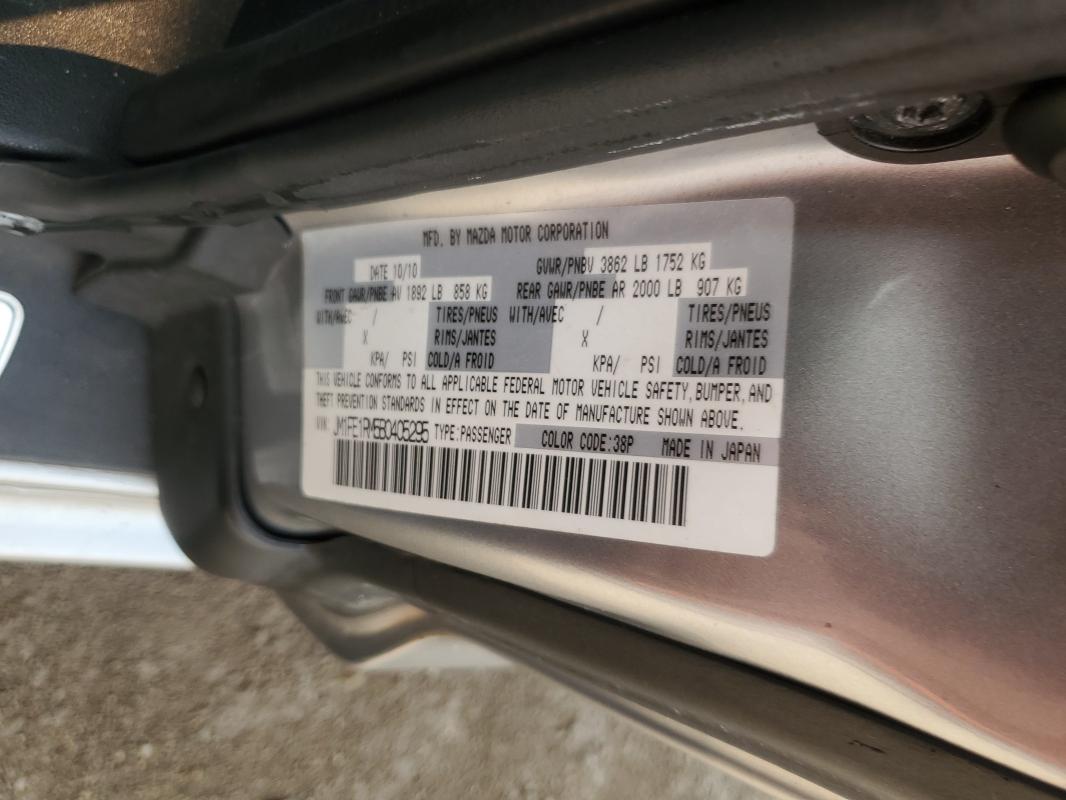 MFD. BY MAZDA MOTOR CORPORATION
DATE 10/10 GVWR/PNBV 3862 LB 1752 KG
FRONT GAWR/PNBE AV 1892 LB 858 KG REAR GAWR/PNBE AR 2000 LB 907 KG
WITH/AVEC / TIRES/PNEUS WITH/AVEC / TIRES/PNEUS
X RIMS/JANTES X RIMS/JANTES
KPA/ PSI COLD/A FROID KPA/ PSI COLD/A FROID
THIS VEHICLE CONFORMS TO ALL APPLICABLE FEDERAL MOTOR VEHICLE SAFETY, BUMPER, AND
THEFT PREVENTION STANDARDS IN EFFECT ON THE DATE OF MANUFACTURE SHOWN ABOVE.
VIN: JM1FE1RM5B0405295 TYPE:PASSENGER COLOR CODE:38P MADE IN JAPAN